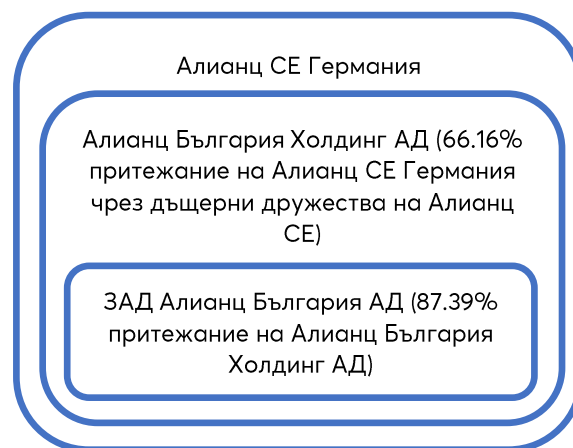 Алианц СЕ Германия
Алианц България Холдинг АД (66.16%
притежание на Алианц СЕ Германия
чрез дъщерни дружества на Алианц
СЕ)
ЗАД Алианц България АД (87.39%
притежание на Алианц България
Холдинг АД)